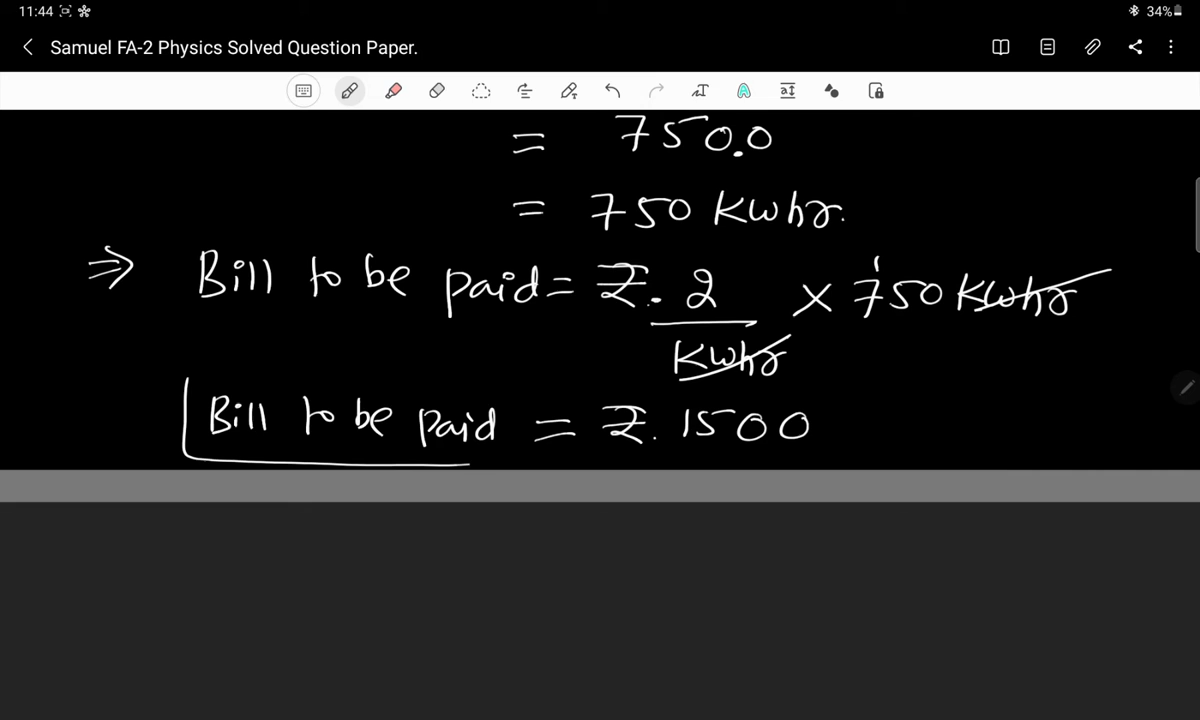 11:44 34%
Samuel FA-2 Physics Solved Question Paper.
= 750.0
= 750 Kwhr.
⇒ Bill to be paid = ₹. 2 / Kwhr × 750 Kwhr
Bill to be paid = ₹. 1500